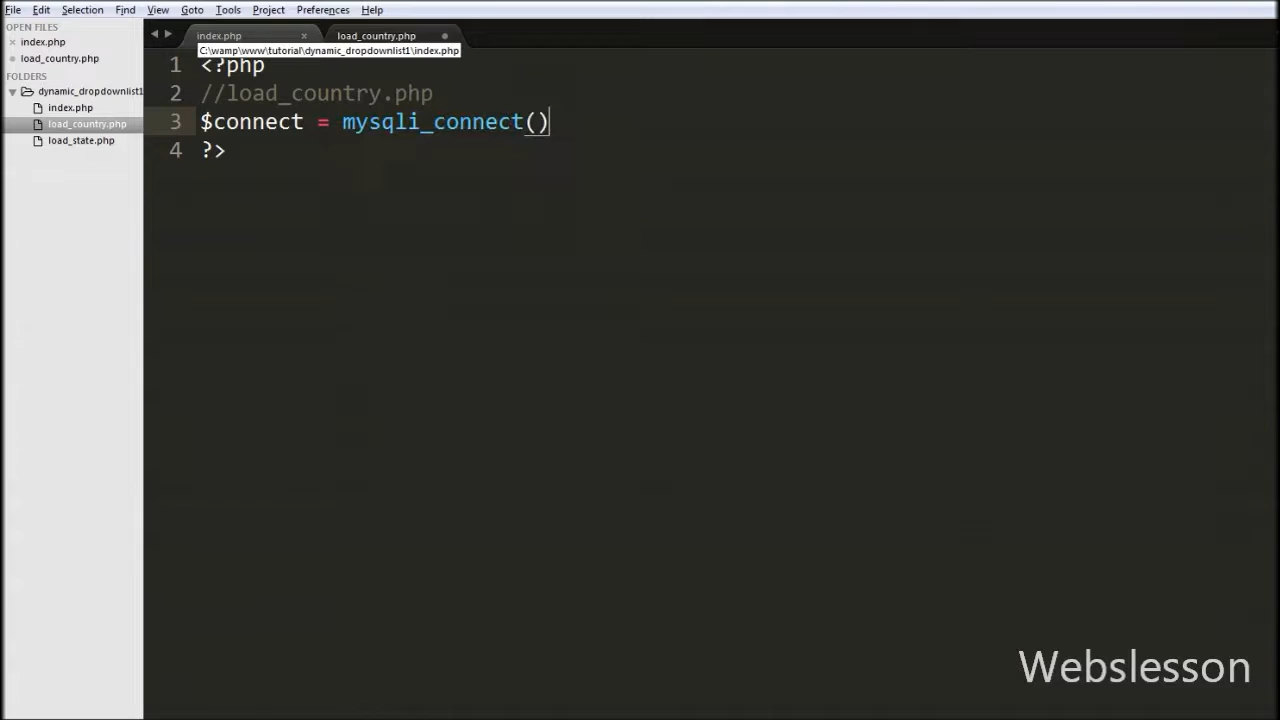 File Edit Selection Find View Goto Tools Project Preferences Help
OPEN FILES
index.php
load_country.php
FOLDERS
dynamic_dropdownlist1
index.php
load_country.php
load_state.php
index.php load_country.php
C:\wamp\www\tutorial\dynamic_dropdownlist1\index.php
1 <?php
2 //load_country.php
3 $connect = mysqli_connect()
4 ?>
Webslesson